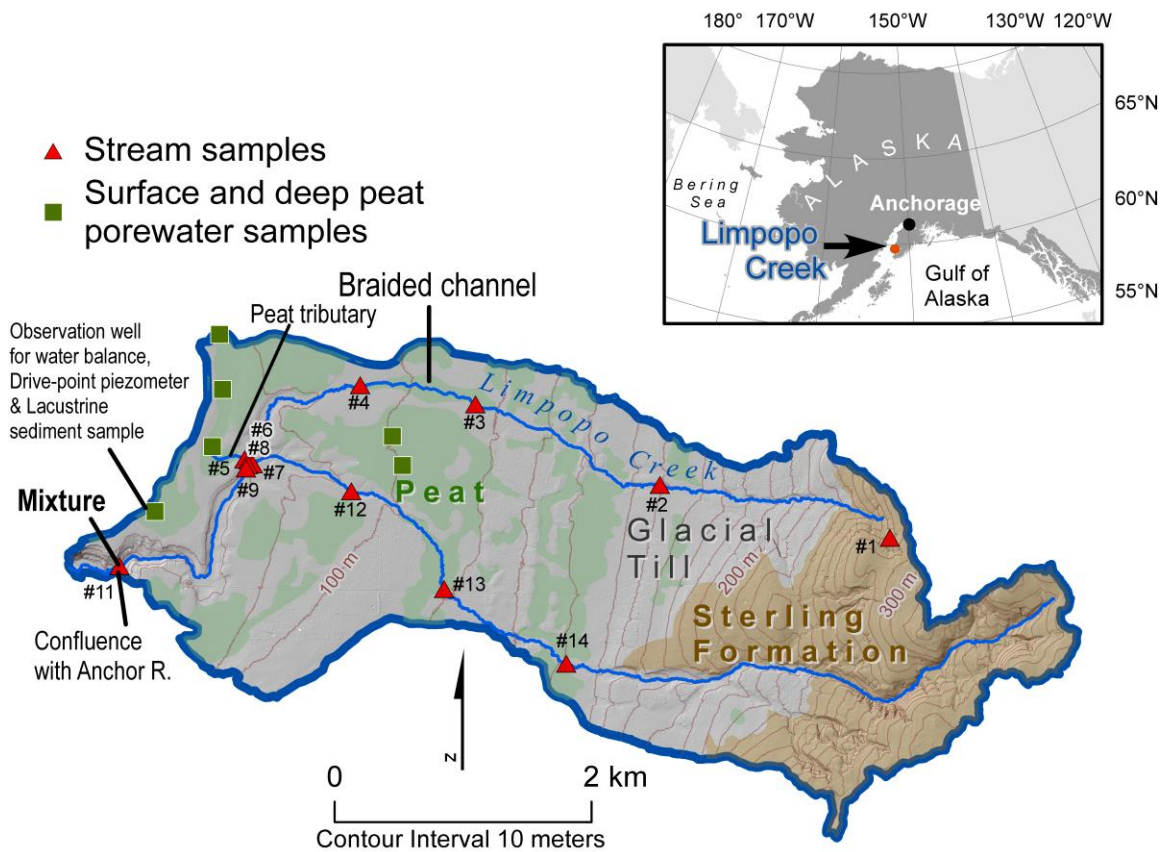 180° 170°W 150°W 130°W 120°W
65°N
60°N
55°N
ALASKA
Bering
Sea
Anchorage
Limpopo
Creek
Gulf of
Alaska
Stream samples
Surface and deep peat
porewater samples
Braided channel
Peat tributary
Observation well
for water balance,
Drive-point piezometer
& Lacustrine
sediment sample
Limpopo Creek
#4
#3
#6
#8
#5
#7
#9
#12
#2
#1
Peat
Glacial
Till
Mixture
100 m
200 m
300 m
#11
#13
Sterling
Formation
#14
Confluence
with Anchor R.
N
0 2 km
Contour Interval 10 meters